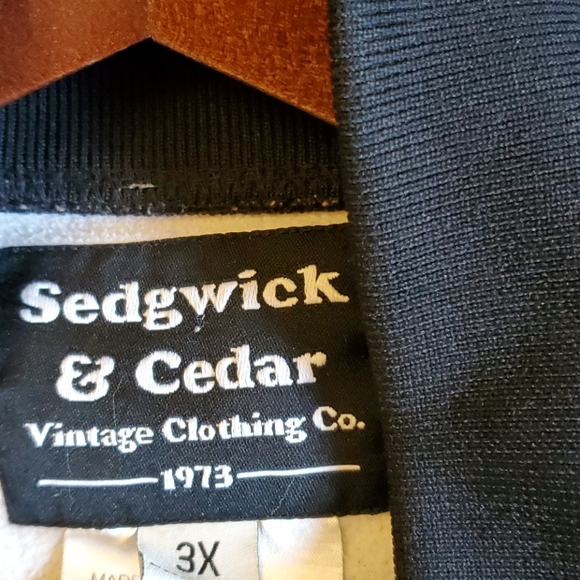 Sedgwick
& Cedar
Vintage Clothing Co.
1973
3X